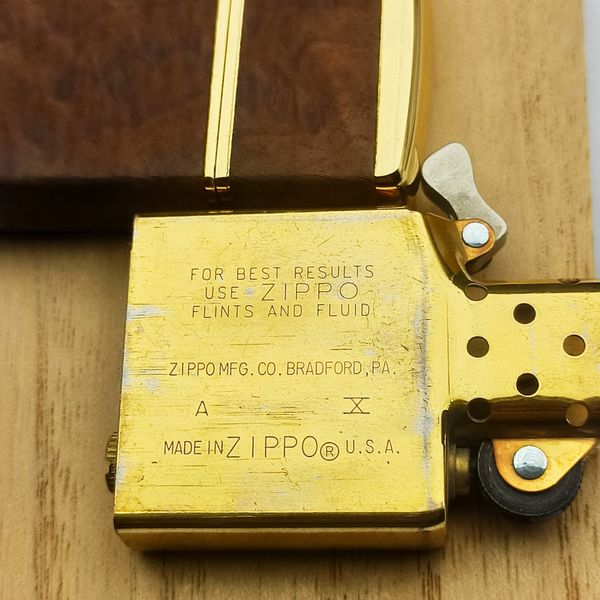 FOR BEST RESULTS
USE ZIPPO
FLINTS AND FLUID
ZIPPO MFG. CO. BRADFORD, PA.
A X
MADE IN ZIPPO® U.S.A.